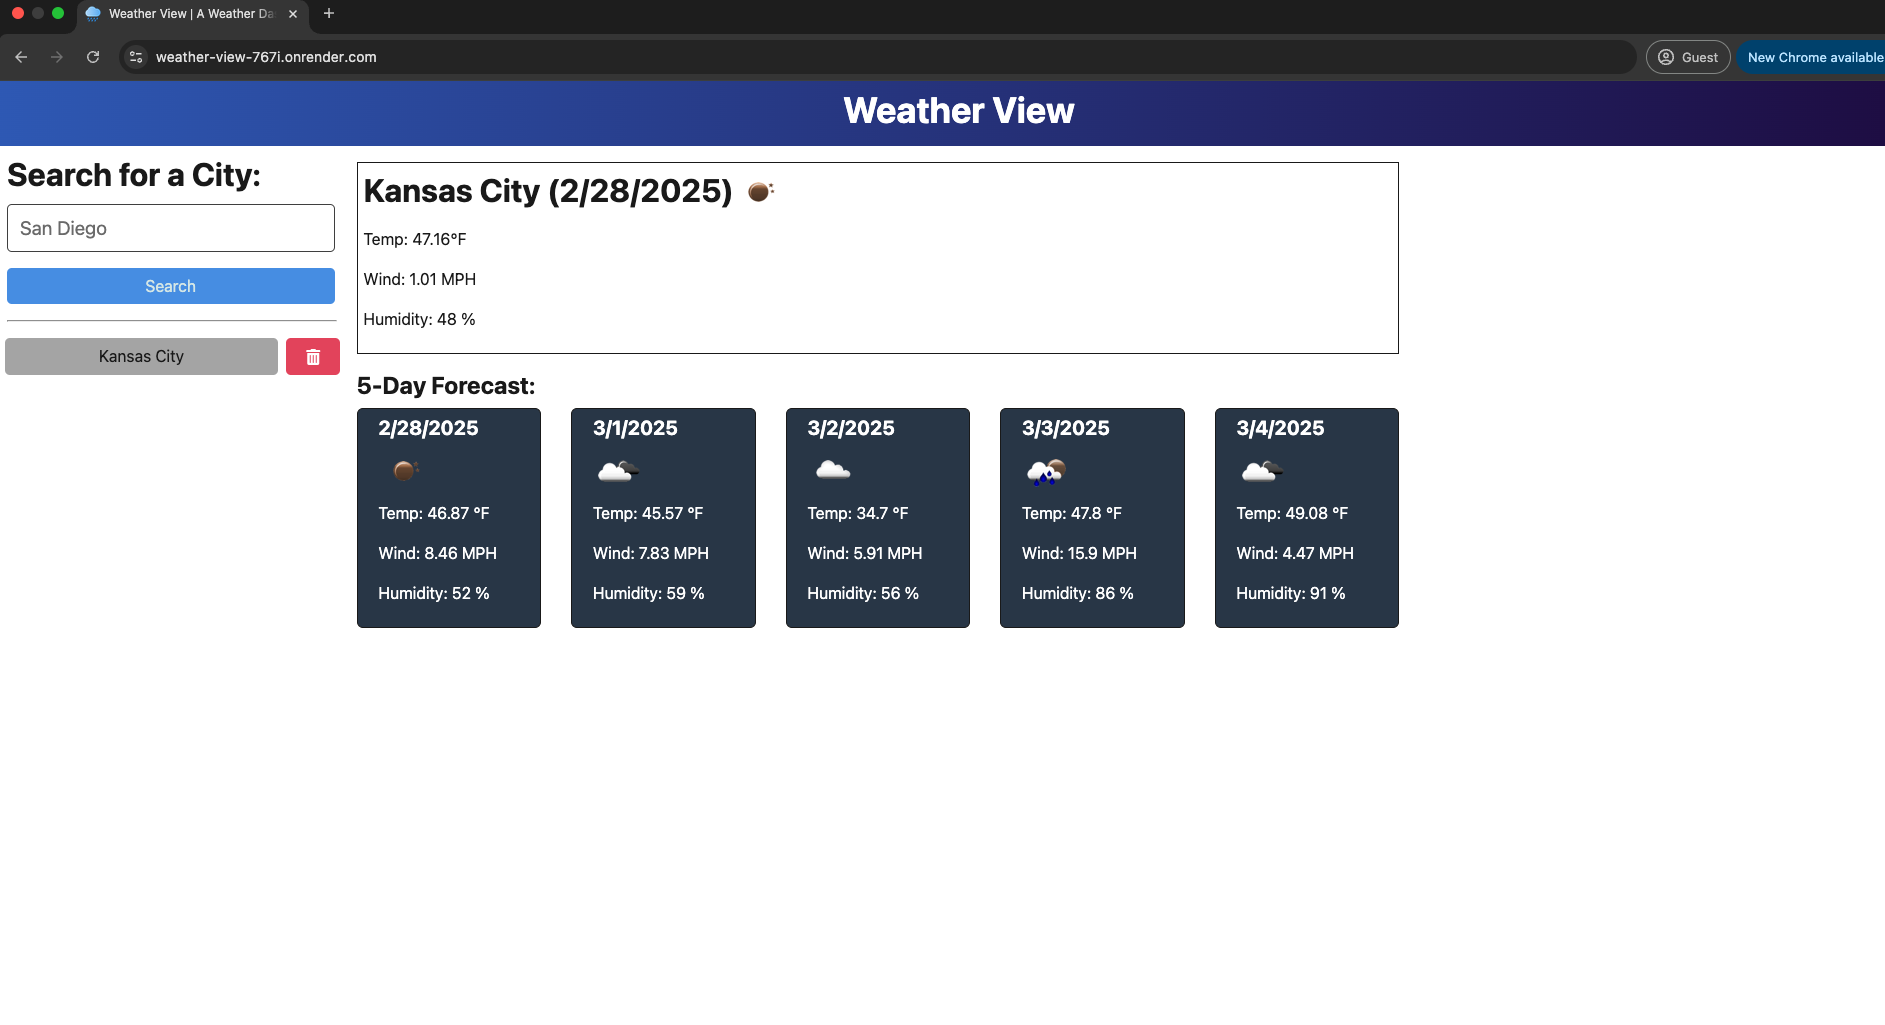 Weather View | A Weather Da
weather-view-767i.onrender.com
Guest
New Chrome available
Weather View
Search for a City:
San Diego
Search
Kansas City
Kansas City (2/28/2025)
Temp: 47.16°F
Wind: 1.01 MPH
Humidity: 48 %
5-Day Forecast:
2/28/2025
Temp: 46.87 °F
Wind: 8.46 MPH
Humidity: 52 %
3/1/2025
Temp: 45.57 °F
Wind: 7.83 MPH
Humidity: 59 %
3/2/2025
Temp: 34.7 °F
Wind: 5.91 MPH
Humidity: 56 %
3/3/2025
Temp: 47.8 °F
Wind: 15.9 MPH
Humidity: 86 %
3/4/2025
Temp: 49.08 °F
Wind: 4.47 MPH
Humidity: 91 %